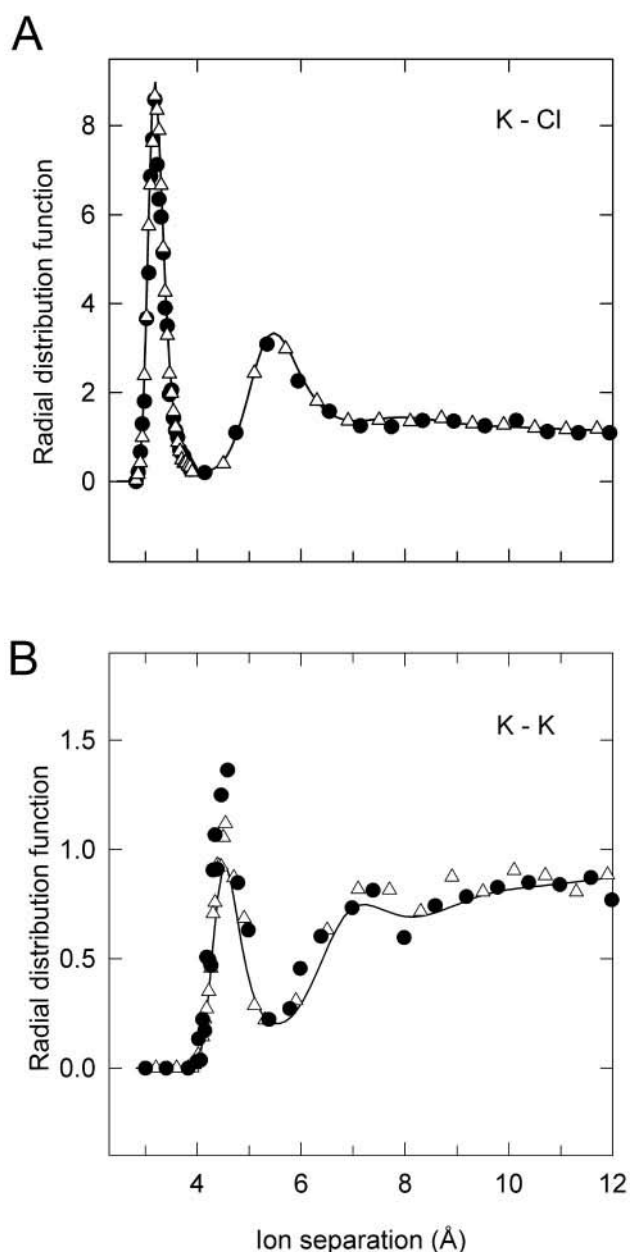 A
K - Cl
Radial distribution function
8
6
4
2
0
B
K - K
Radial distribution function
1.5
1.0
0.5
0.0
4 6 8 10 12
Ion separation (Å)